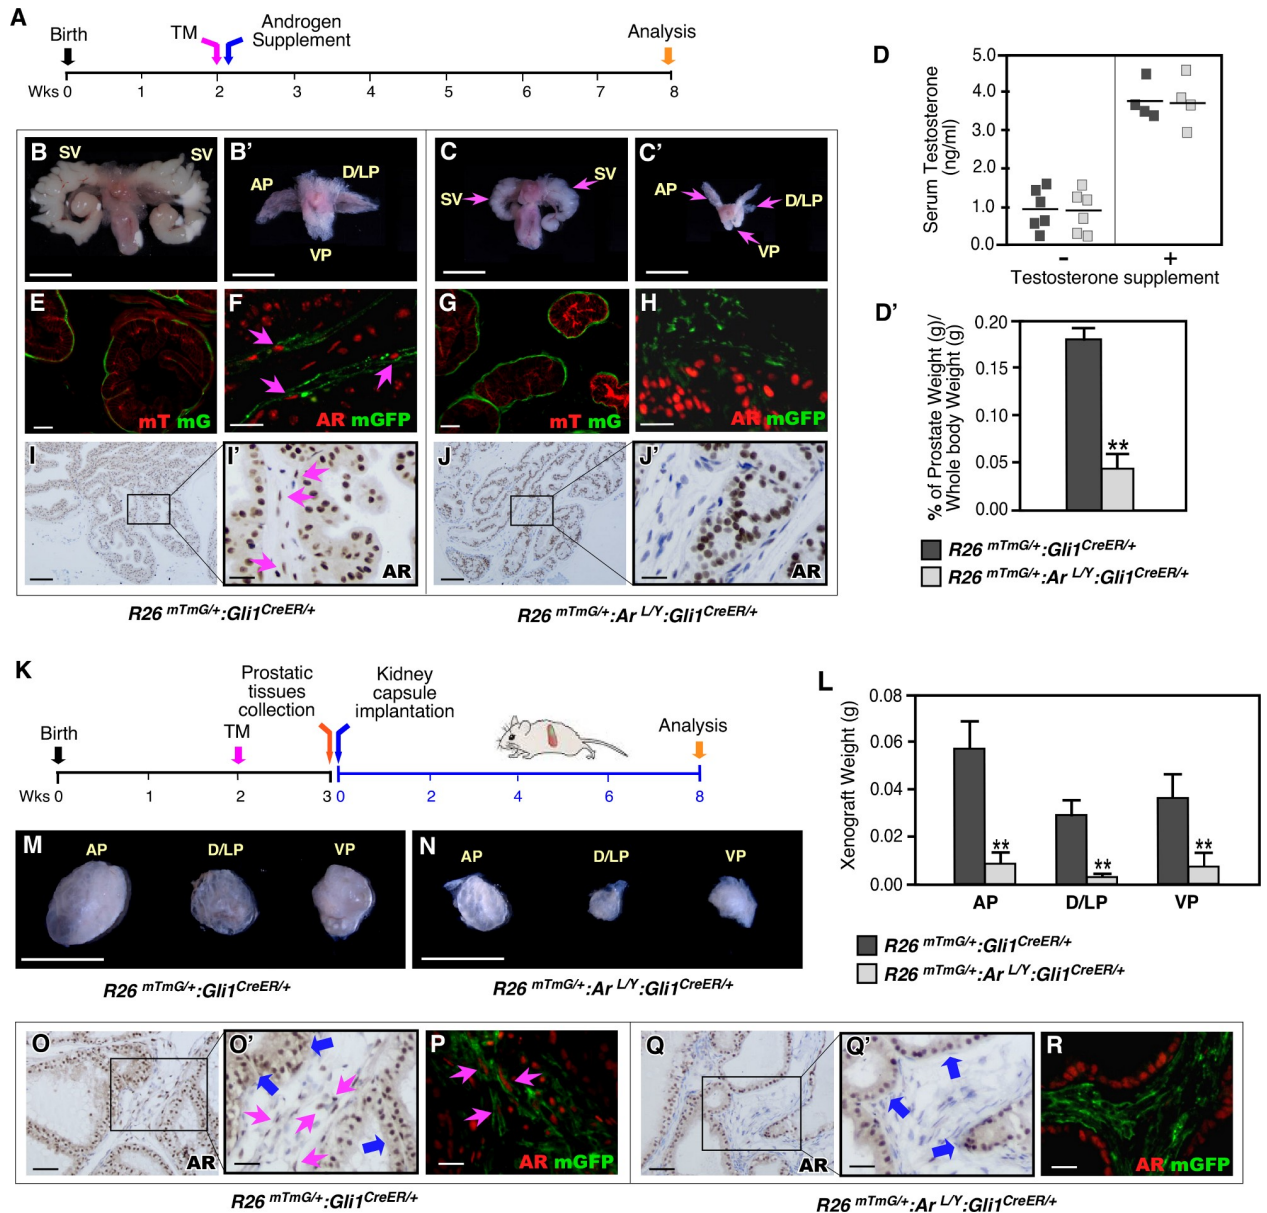 A
Birth
TM
Androgen
Supplement
Analysis
Wks 0 1 2 3 4 5 6 7 8
B SV SV
B' AP D/LP VP
C SV SV
C' AP D/LP VP
E mT mG
F AR mGFP
G mT mG
H AR mGFP
I
I' AR
J
J' AR
R26 mTmG/+:Gli1CreER/+
R26 mTmG/+:Ar L/Y:Gli1CreER/+
D
Serum Testosterone
(ng/ml)
5.0
4.0
3.0
2.0
1.0
0.0
- +
Testosterone supplement
D'
% of Prostate Weight (g)/
Whole body Weight (g)
0.20
0.15
0.10
0.05
0.00
**
R26 mTmG/+:Gli1CreER/+
R26 mTmG/+:Ar L/Y:Gli1CreER/+
K
Birth
TM
Prostatic
tissues
collection
Kidney
capsule
implantation
Analysis
Wks 0 1 2 3 0 2 4 6 8
L
Xenograft Weight (g)
0.08
0.06
0.04
0.02
0.00
** ** **
AP D/LP VP
R26 mTmG/+:Gli1CreER/+
R26 mTmG/+:Ar L/Y:Gli1CreER/+
M AP D/LP VP
N AP D/LP VP
R26 mTmG/+:Gli1CreER/+
R26 mTmG/+:Ar L/Y:Gli1CreER/+
O AR
O'
P AR mGFP
Q AR
Q'
R AR mGFP
R26 mTmG/+:Gli1CreER/+
R26 mTmG/+:Ar L/Y:Gli1CreER/+